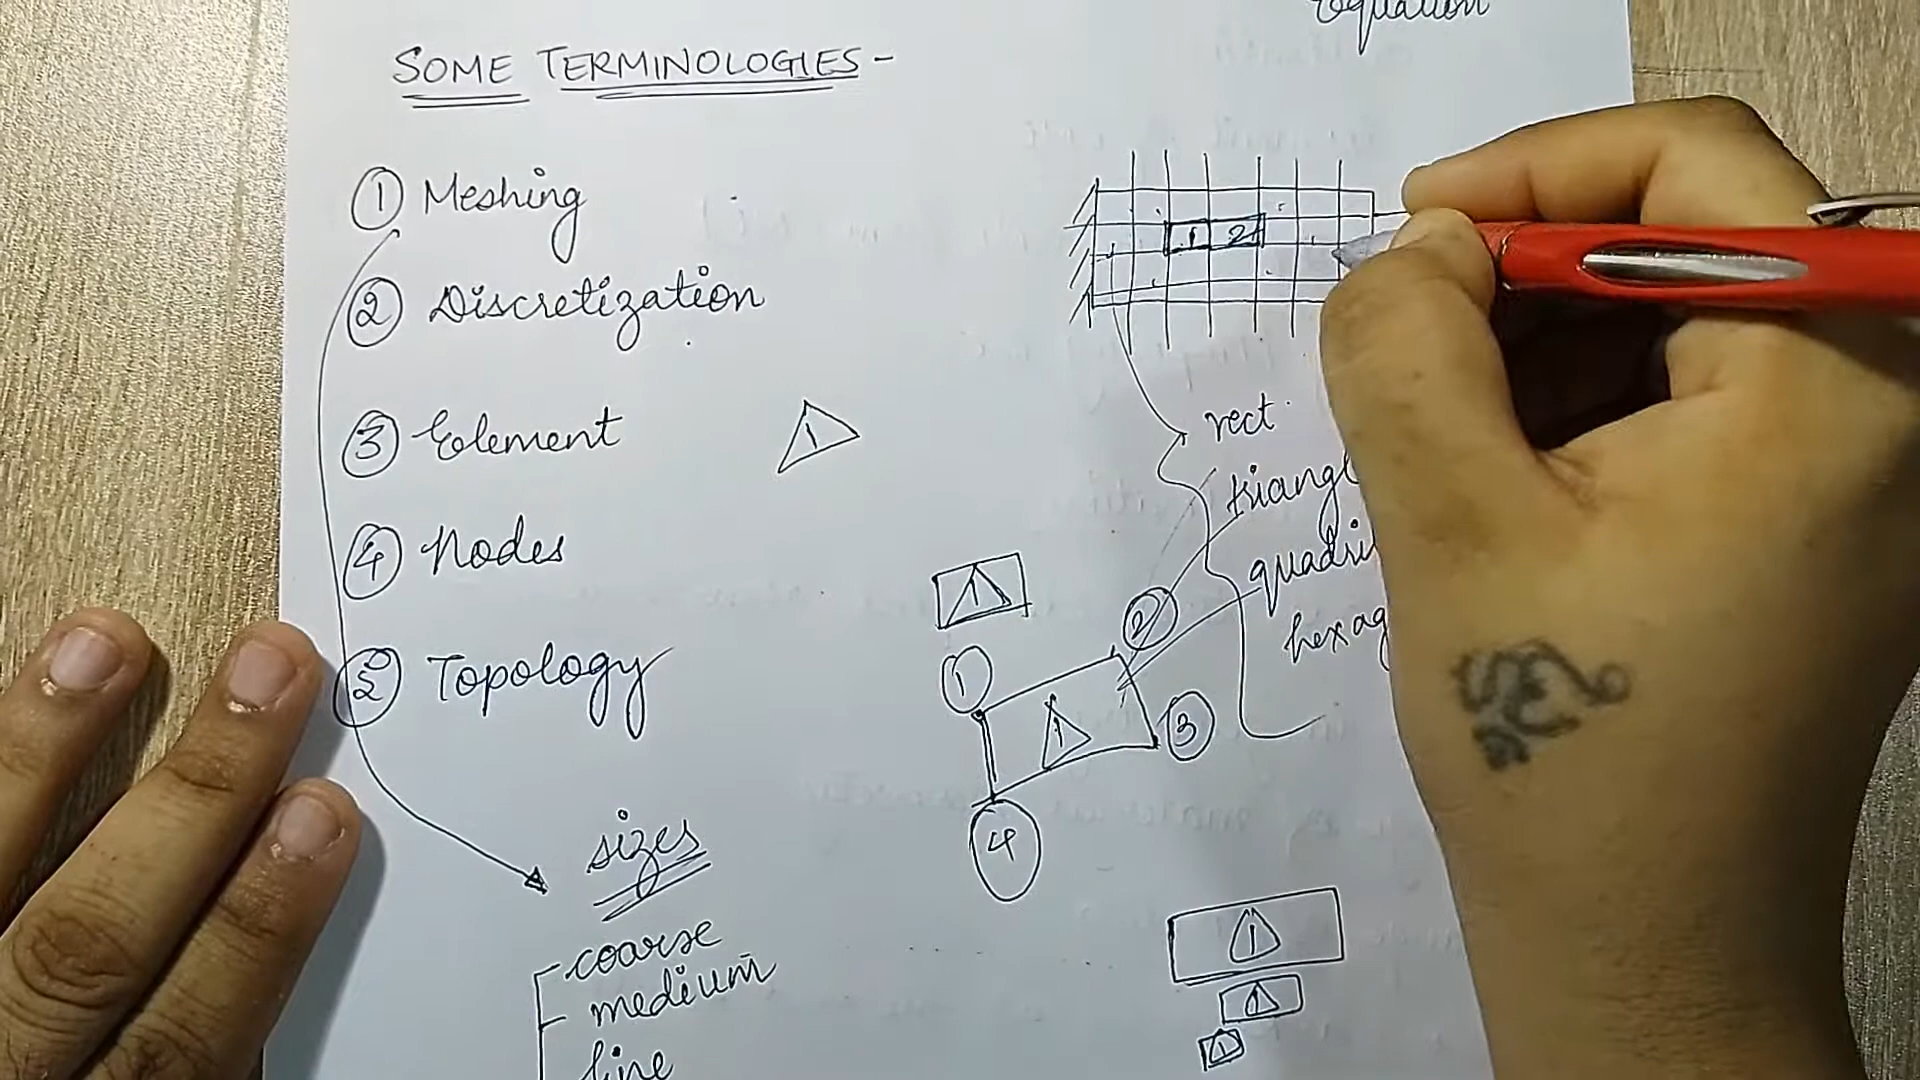 Equation
SOME TERMINOLOGIES -
① Meshing
② Discretization
③ Element
④ Nodes
⑤ Topology
1 2
rect
triangl
quadri
hexag
1
1
①
②
③
④
1
sizes
coarse
medium
fine
1
1
1